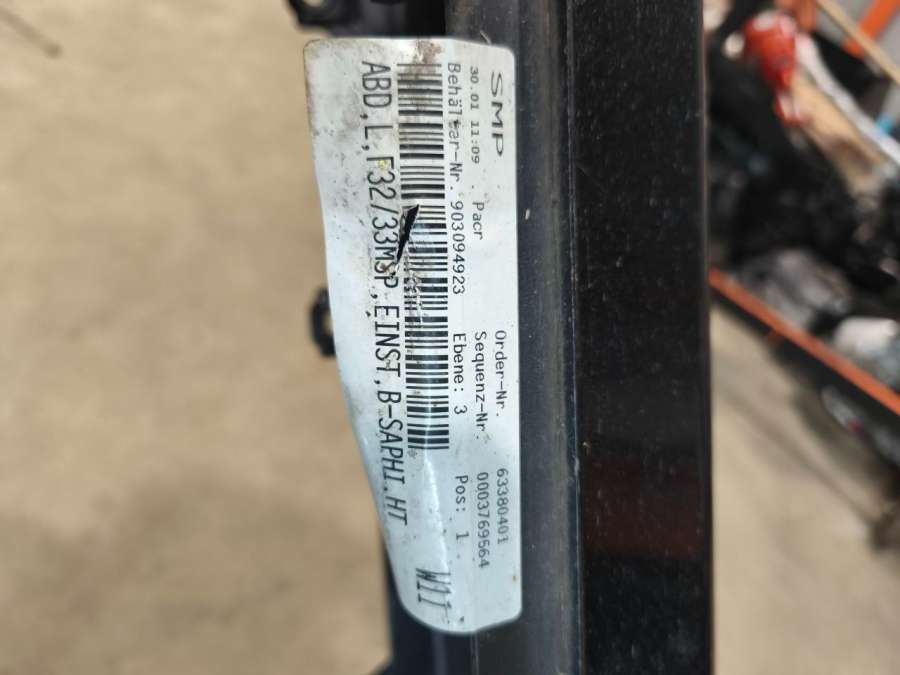 SMP Order-Nr. 63380401
30.01 11:09 . Pacr Sequenz-Nr. 0003769564
Behälter-Nr. 903094923 Ebene: 3 Pos: 1
ABD,L,F32/33MSP,EINST,B-SAPHI.HT W11